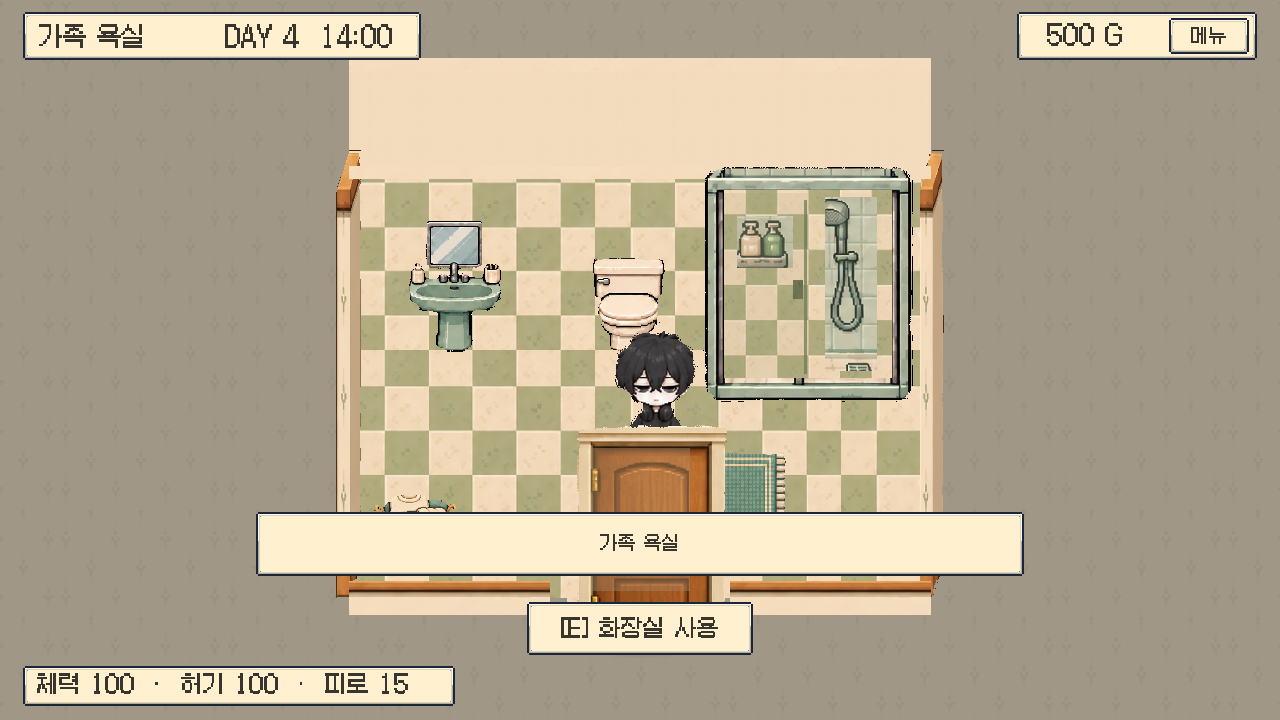 가족 욕실 DAY 4 14:00
500 G 메뉴
가족 욕실
[E] 화장실 사용
체력 100 · 허기 100 · 피로 15